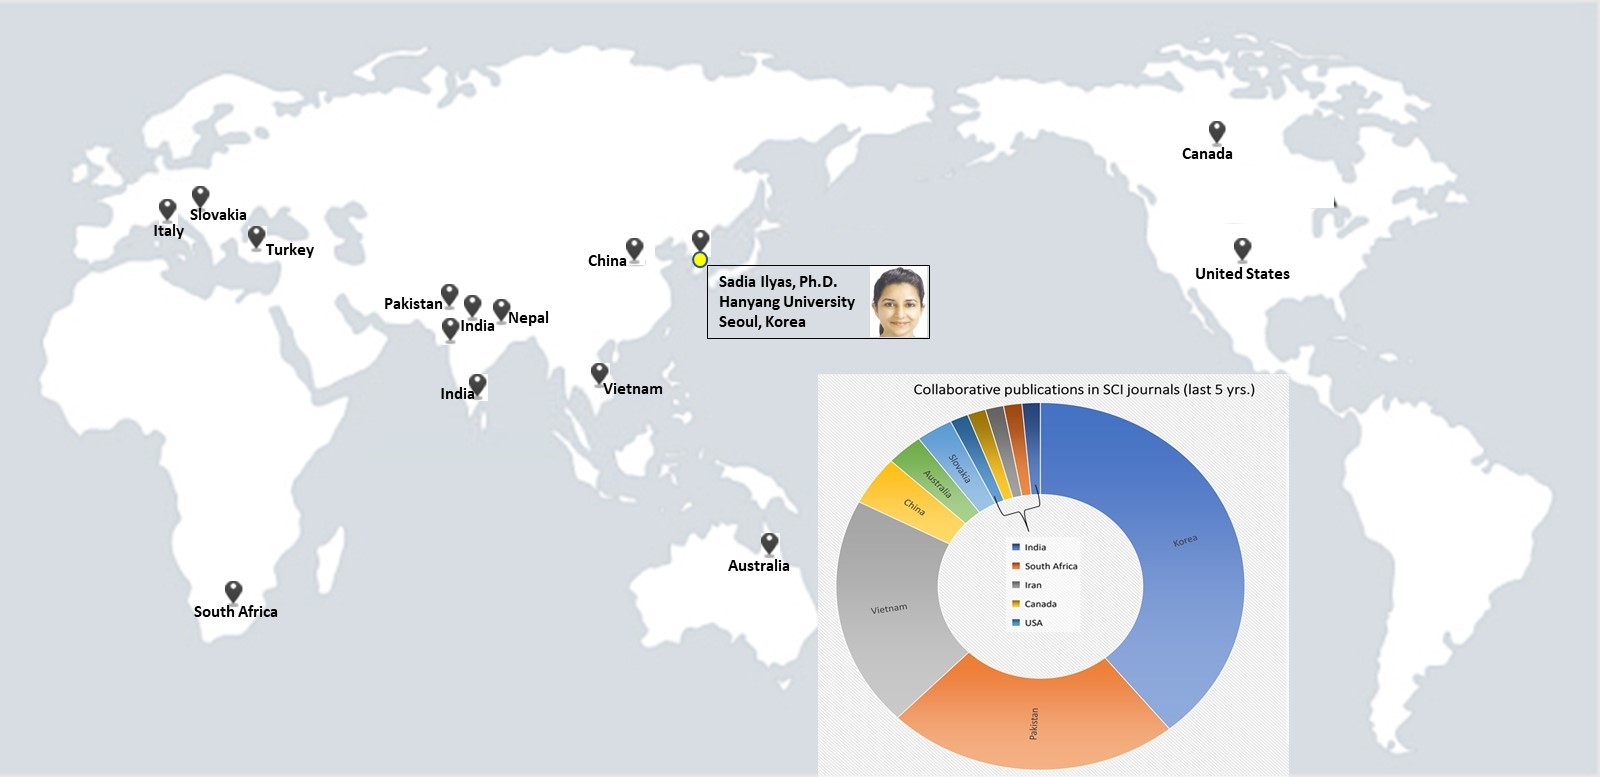 Canada
Slovakia
Italy
Turkey
China
United States
Sadia Ilyas, Ph.D.
Hanyang University
Seoul, Korea
Pakistan
India
Nepal
India
Vietnam
Collaborative publications in SCI journals (last 5 yrs.)
Slovakia
Australia
China
Korea
Vietnam
Pakistan
India
South Africa
Iran
Canada
USA
Australia
South Africa